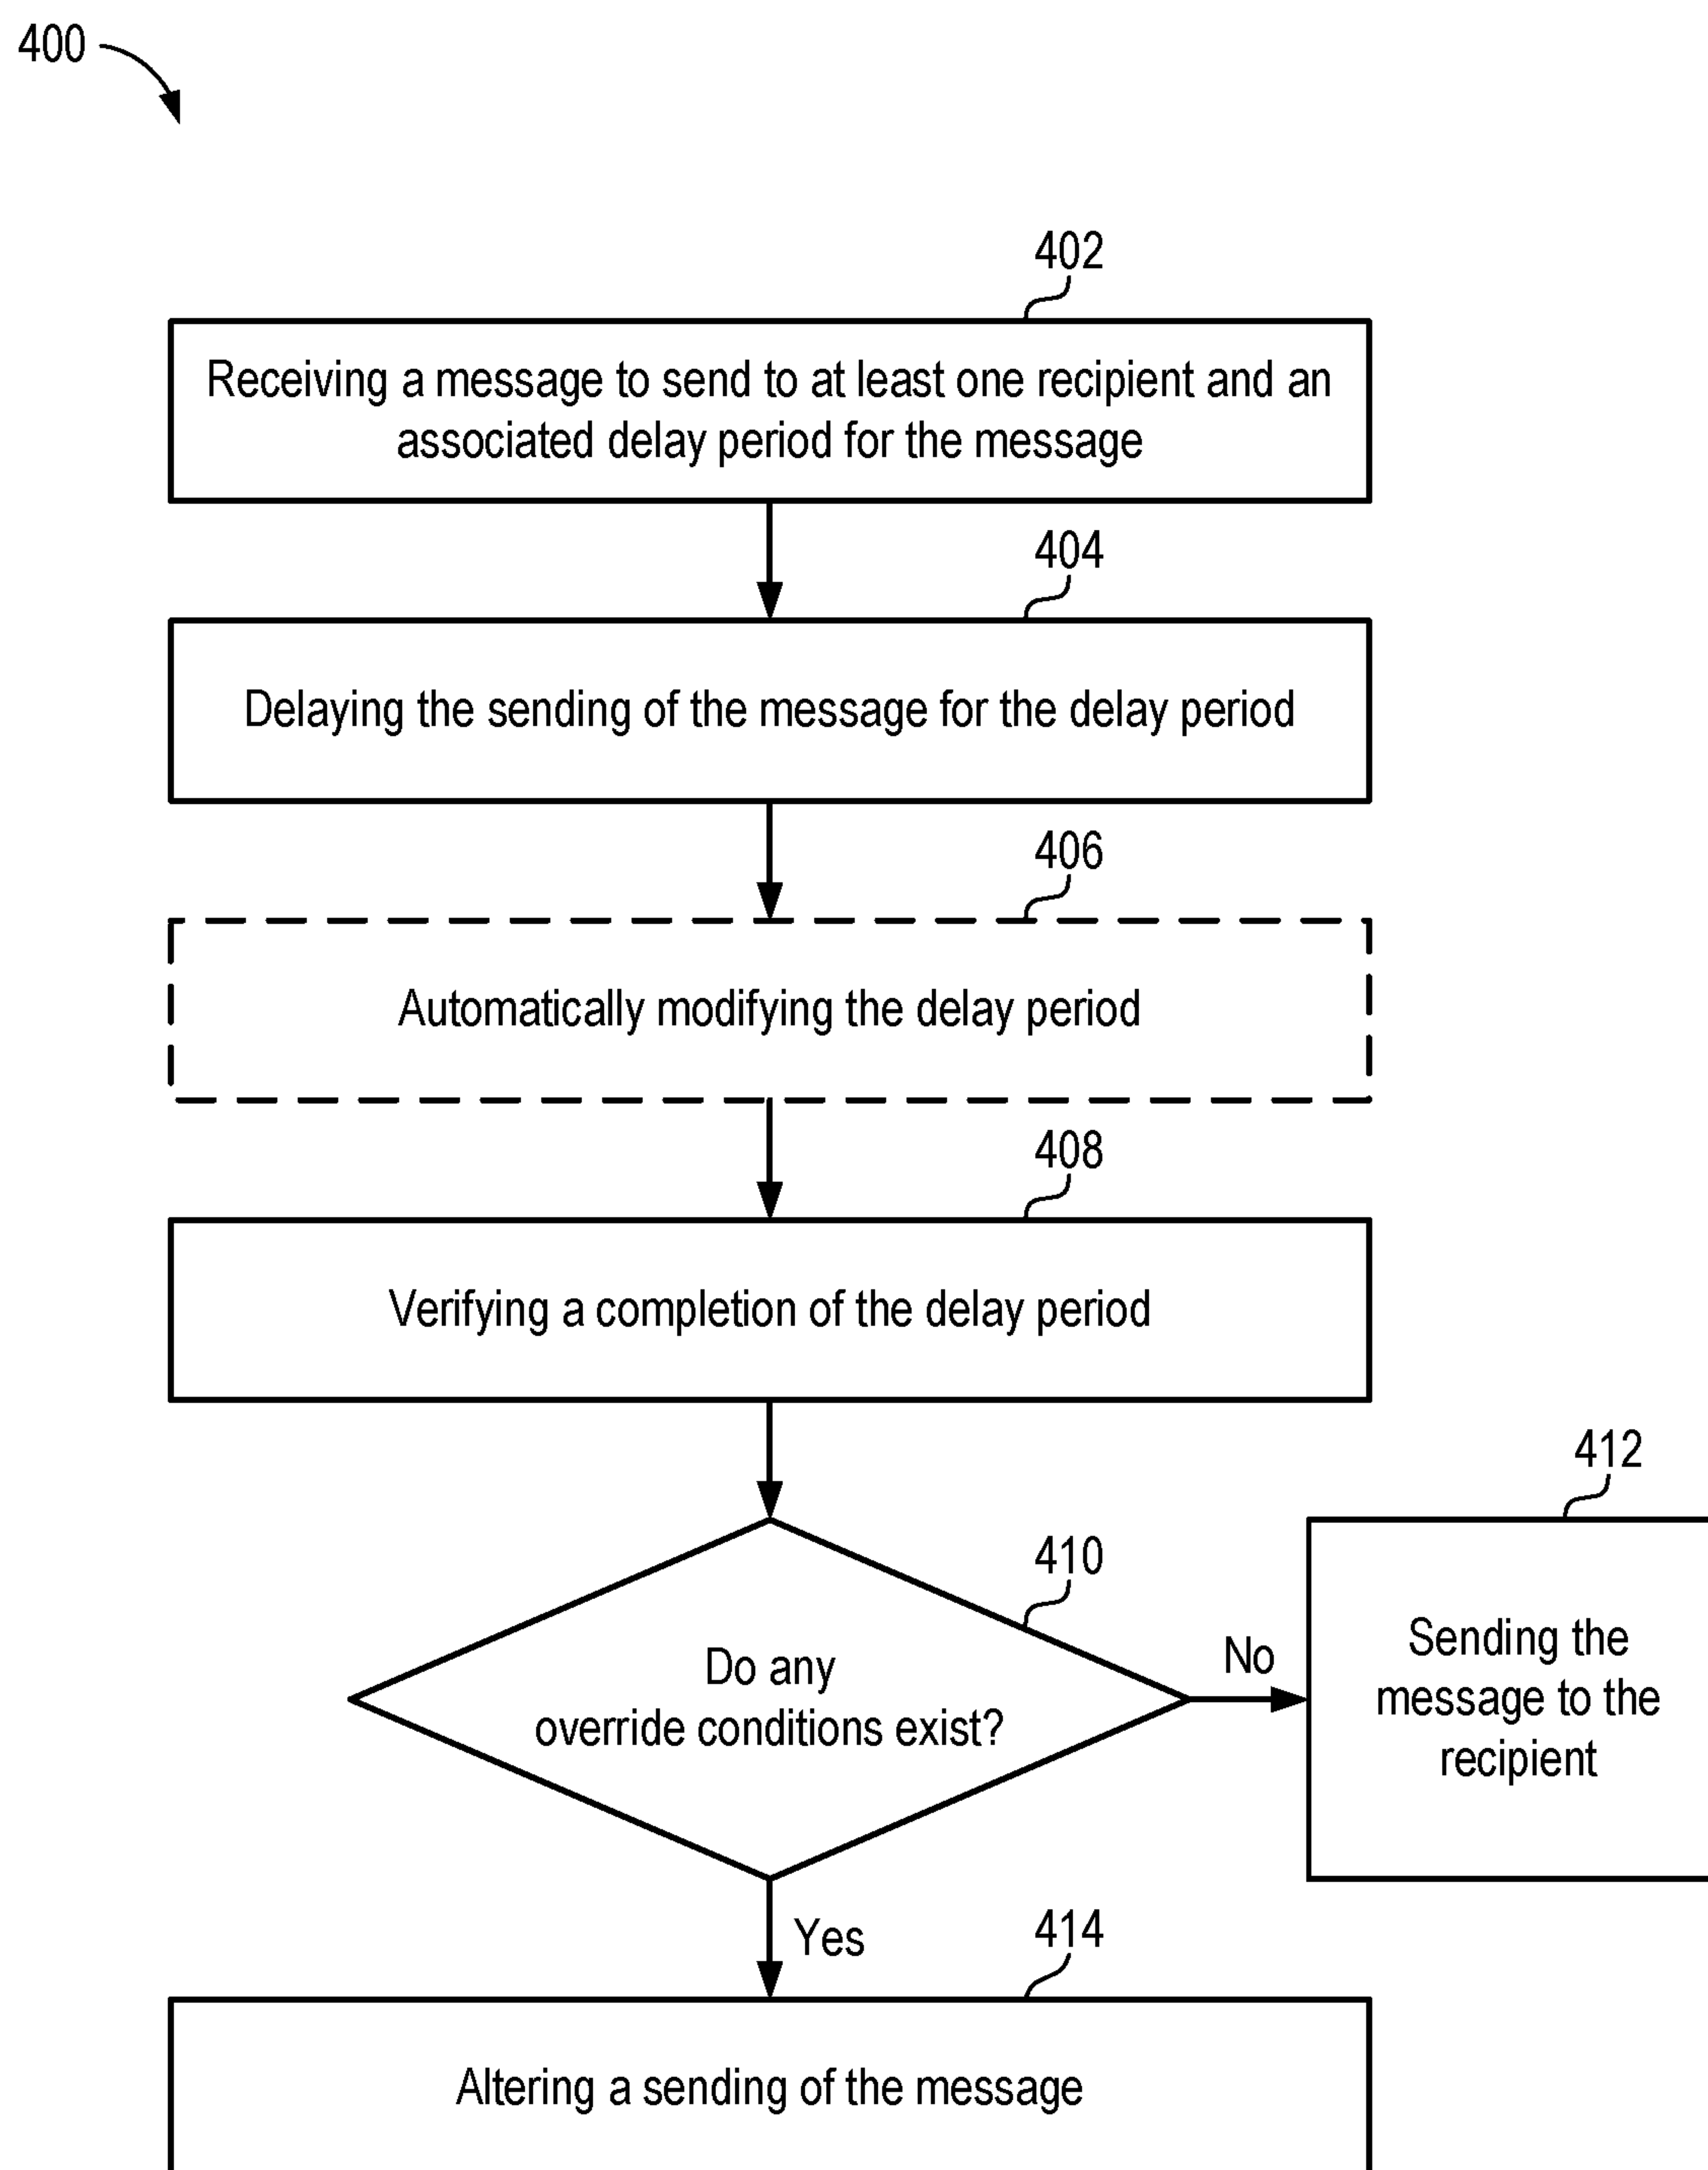 400
402
Receiving a message to send to at least one recipient and an
associated delay period for the message
404
Delaying the sending of the message for the delay period
406
Automatically modifying the delay period
408
Verifying a completion of the delay period
410
Do any
override conditions exist?
No
412
Sending the
message to the
recipient
Yes
414
Altering a sending of the message